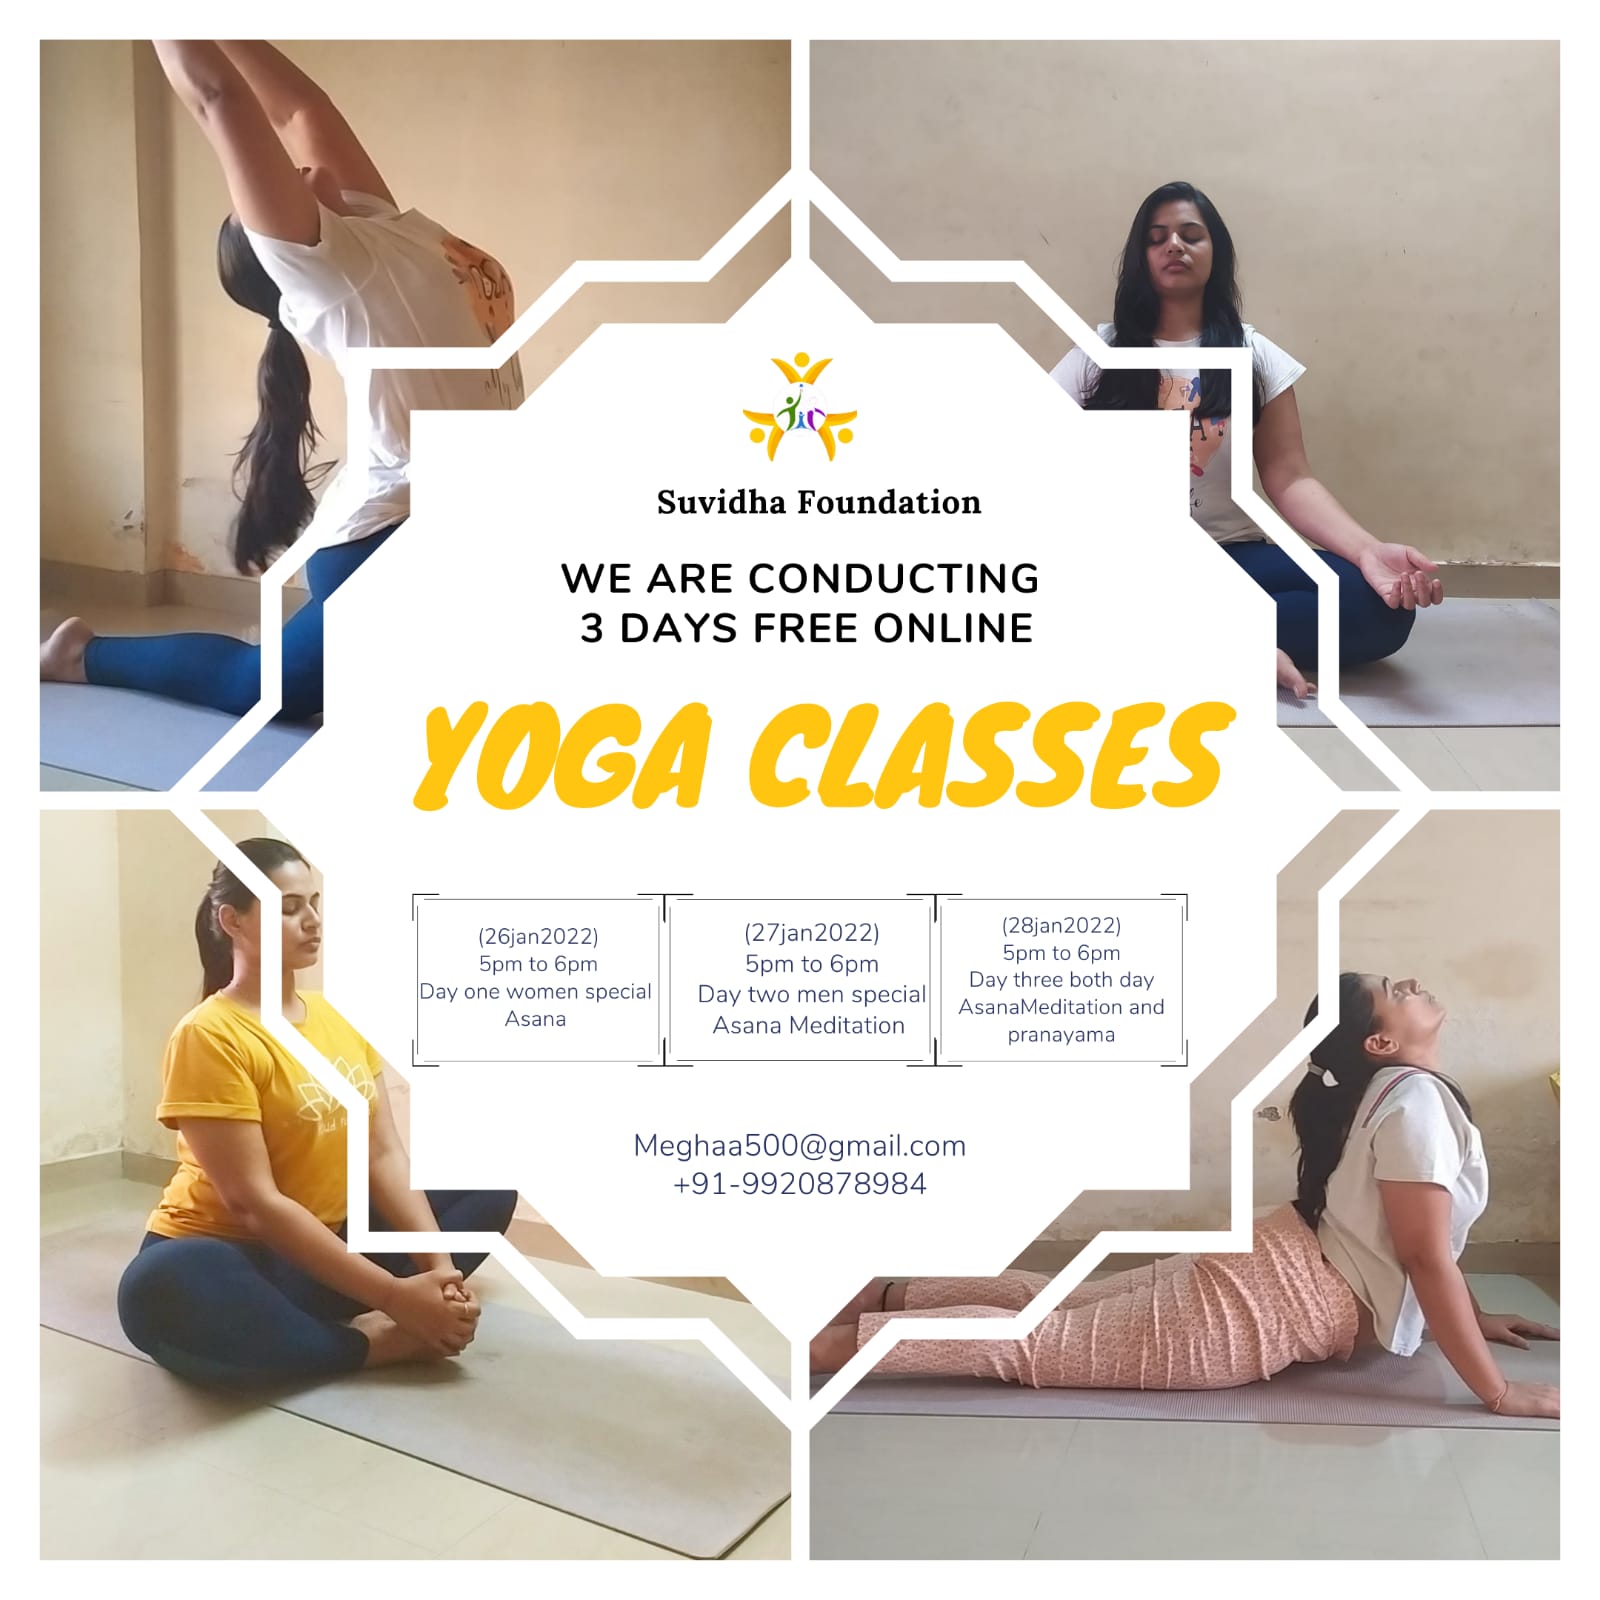 Suvidha Foundation
WE ARE CONDUCTING
3 DAYS FREE ONLINE
YOGA CLASSES
(26jan2022)
5pm to 6pm
Day one women special
Asana
(27jan2022)
5pm to 6pm
Day two men special
Asana Meditation
(28jan2022)
5pm to 6pm
Day three both day
AsanaMeditation and
pranayama
Meghaa500@gmail.com
+91-9920878984